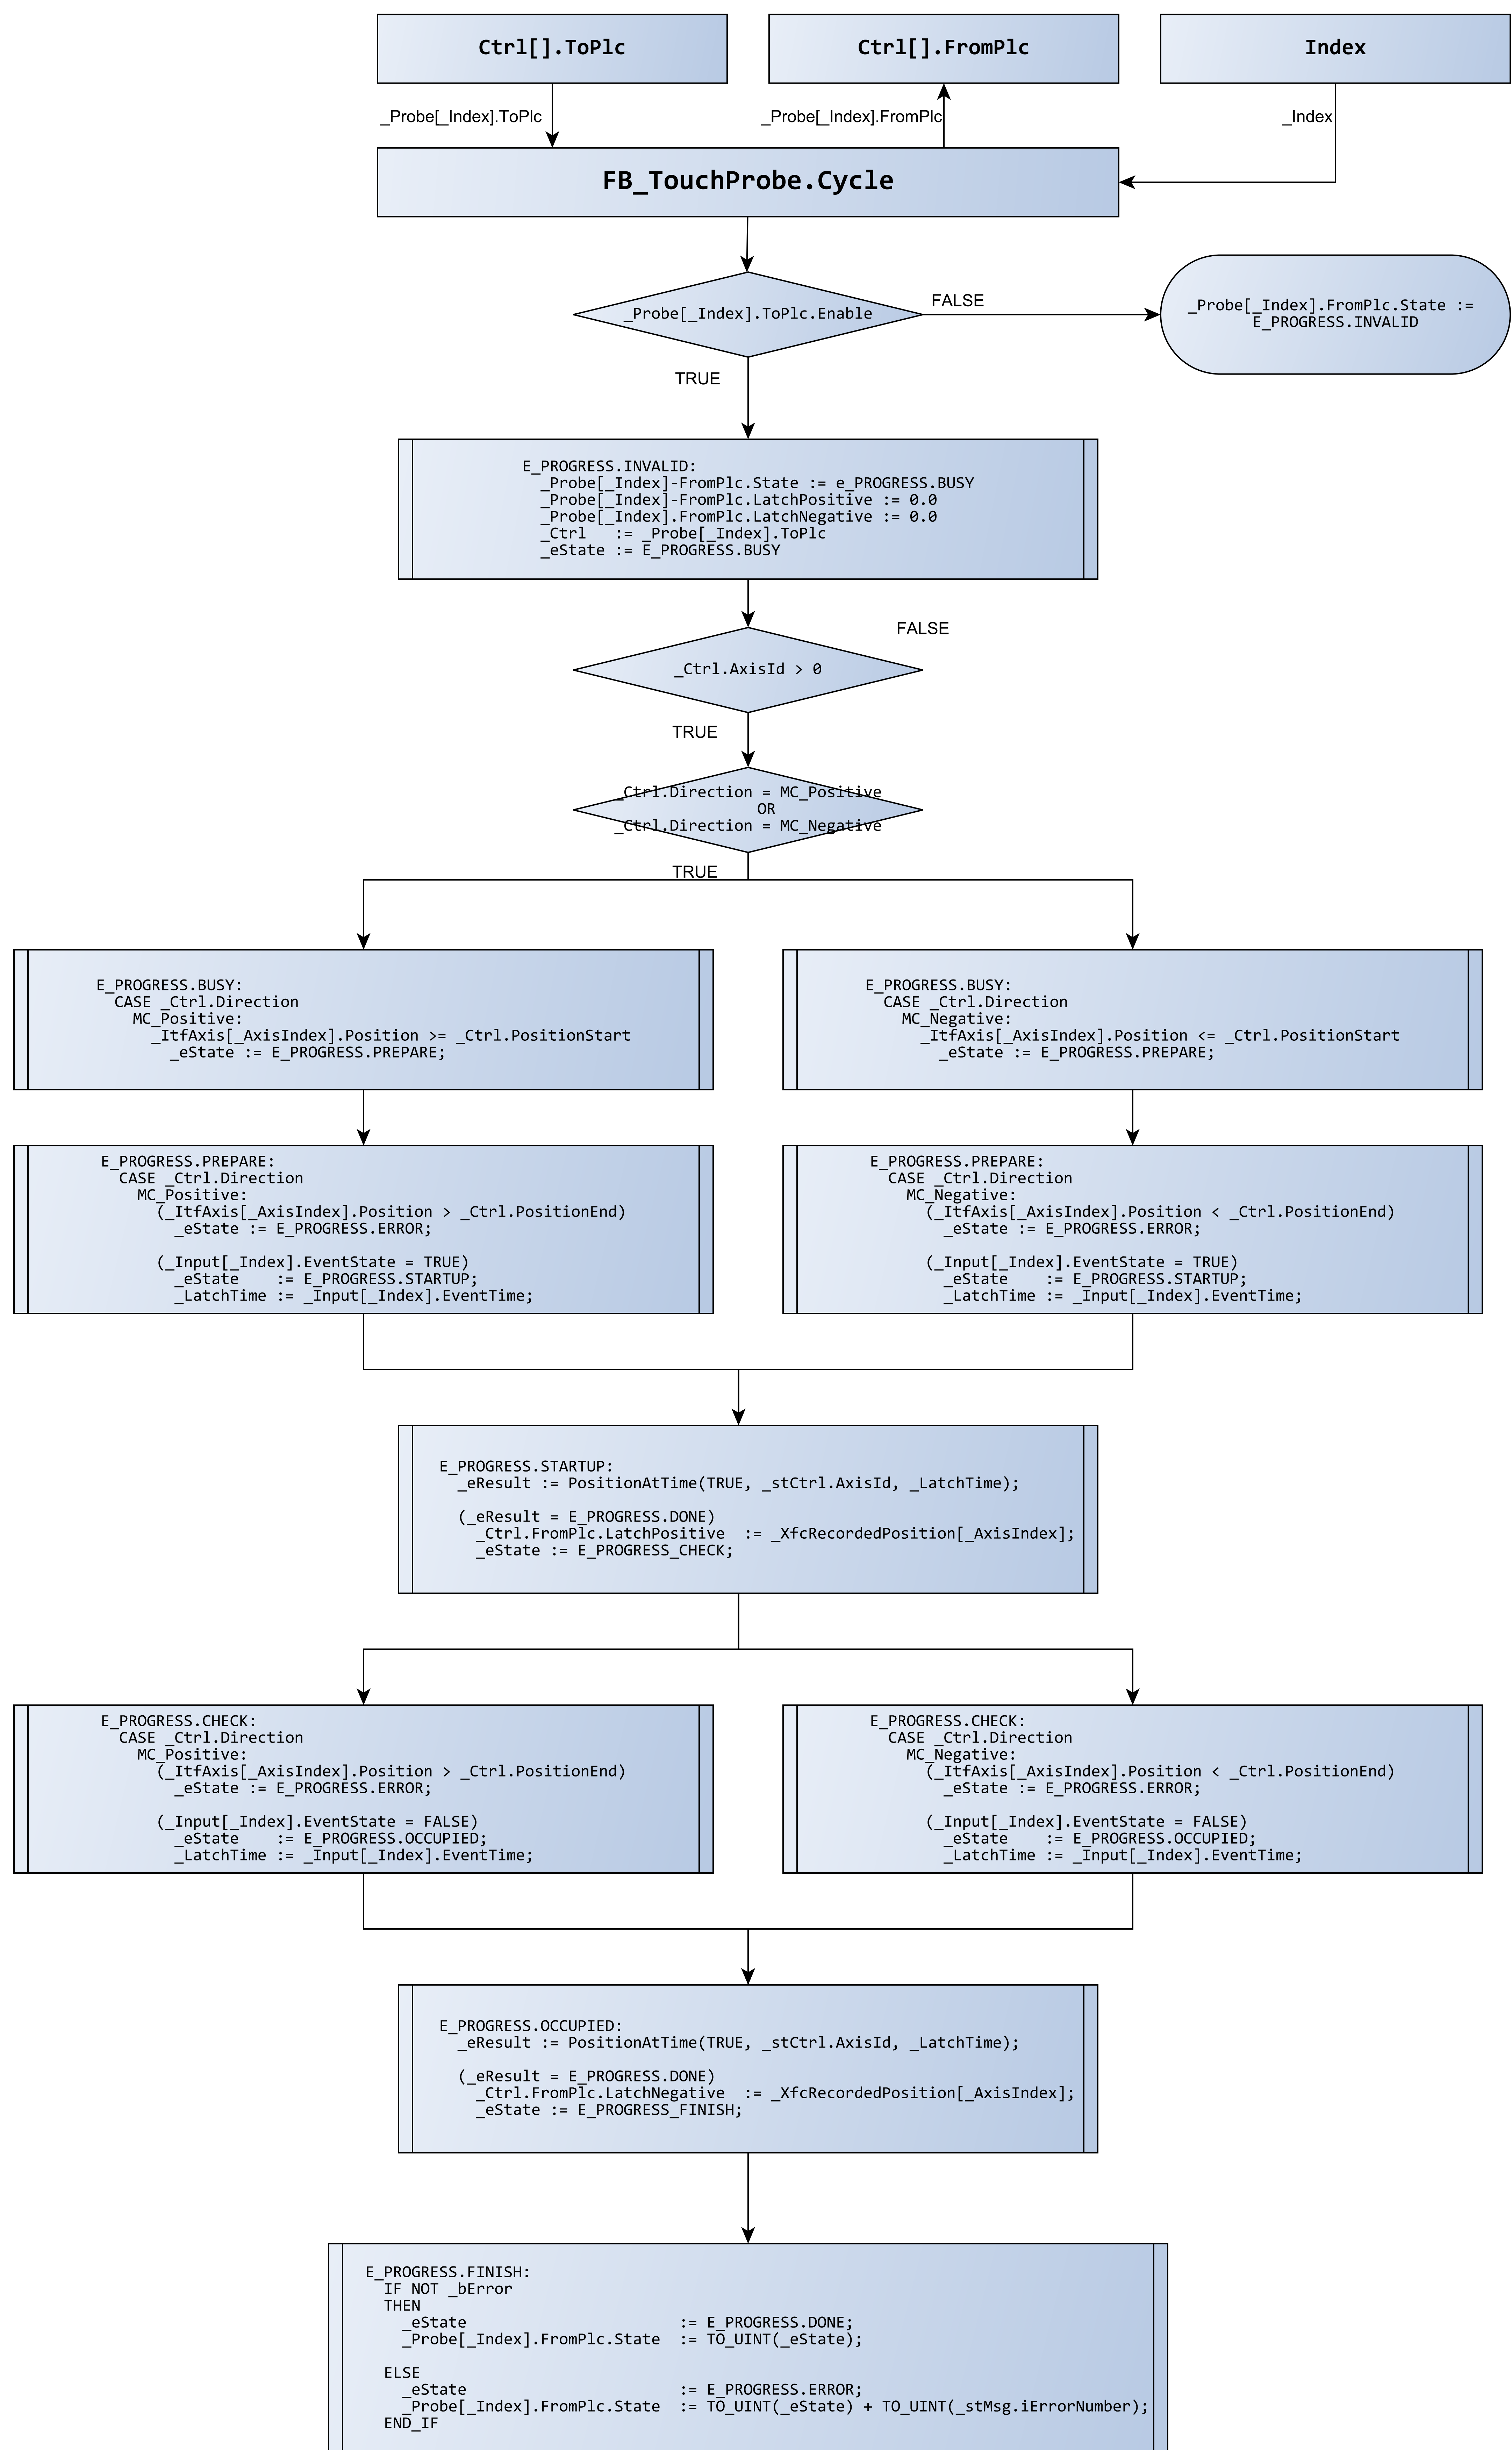 Ctrl[].ToPlc
Ctrl[].FromPlc
Index
_Probe[_Index].ToPlc
_Probe[_Index].FromPlc
_Index
FB_TouchProbe.Cycle
_Probe[_Index].ToPlc.Enable
FALSE
_Probe[_Index].FromPlc.State :=
E_PROGRESS.INVALID
TRUE
E_PROGRESS.INVALID:
_Probe[_Index]-FromPlc.State := e_PROGRESS.BUSY
_Probe[_Index]-FromPlc.LatchPositive := 0.0
_Probe[_Index].FromPlc.LatchNegative := 0.0
_Ctrl   := _Probe[_Index].ToPlc
_eState := E_PROGRESS.BUSY
FALSE
_Ctrl.AxisId > 0
TRUE
_Ctrl.Direction = MC_Positive
OR
_Ctrl.Direction = MC_Negative
TRUE
E_PROGRESS.BUSY:
CASE _Ctrl.Direction
MC_Positive:
_ItfAxis[_AxisIndex].Position >= _Ctrl.PositionStart
_eState := E_PROGRESS.PREPARE;
E_PROGRESS.BUSY:
CASE _Ctrl.Direction
MC_Negative:
_ItfAxis[_AxisIndex].Position <= _Ctrl.PositionStart
_eState := E_PROGRESS.PREPARE;
E_PROGRESS.PREPARE:
CASE _Ctrl.Direction
MC_Positive:
(_ItfAxis[_AxisIndex].Position > _Ctrl.PositionEnd)
_eState := E_PROGRESS.ERROR;
(_Input[_Index].EventState = TRUE)
_eState    := E_PROGRESS.STARTUP;
_LatchTime := _Input[_Index].EventTime;
E_PROGRESS.PREPARE:
CASE _Ctrl.Direction
MC_Negative:
(_ItfAxis[_AxisIndex].Position < _Ctrl.PositionEnd)
_eState := E_PROGRESS.ERROR;
(_Input[_Index].EventState = TRUE)
_eState    := E_PROGRESS.STARTUP;
_LatchTime := _Input[_Index].EventTime;
E_PROGRESS.STARTUP:
_eResult := PositionAtTime(TRUE, _stCtrl.AxisId, _LatchTime);
(_eResult = E_PROGRESS.DONE)
_Ctrl.FromPlc.LatchPositive  := _XfcRecordedPosition[_AxisIndex];
_eState := E_PROGRESS_CHECK;
E_PROGRESS.CHECK:
CASE _Ctrl.Direction
MC_Positive:
(_ItfAxis[_AxisIndex].Position > _Ctrl.PositionEnd)
_eState := E_PROGRESS.ERROR;
(_Input[_Index].EventState = FALSE)
_eState    := E_PROGRESS.OCCUPIED;
_LatchTime := _Input[_Index].EventTime;
E_PROGRESS.CHECK:
CASE _Ctrl.Direction
MC_Negative:
(_ItfAxis[_AxisIndex].Position < _Ctrl.PositionEnd)
_eState := E_PROGRESS.ERROR;
(_Input[_Index].EventState = FALSE)
_eState    := E_PROGRESS.OCCUPIED;
_LatchTime := _Input[_Index].EventTime;
E_PROGRESS.OCCUPIED:
_eResult := PositionAtTime(TRUE, _stCtrl.AxisId, _LatchTime);
(_eResult = E_PROGRESS.DONE)
_Ctrl.FromPlc.LatchNegative  := _XfcRecordedPosition[_AxisIndex];
_eState := E_PROGRESS_FINISH;
E_PROGRESS.FINISH:
IF NOT _bError
THEN
_eState                       := E_PROGRESS.DONE;
_Probe[_Index].FromPlc.State  := TO_UINT(_eState);
ELSE
_eState                       := E_PROGRESS.ERROR;
_Probe[_Index].FromPlc.State  := TO_UINT(_eState) + TO_UINT(_stMsg.iErrorNumber);
END_IF